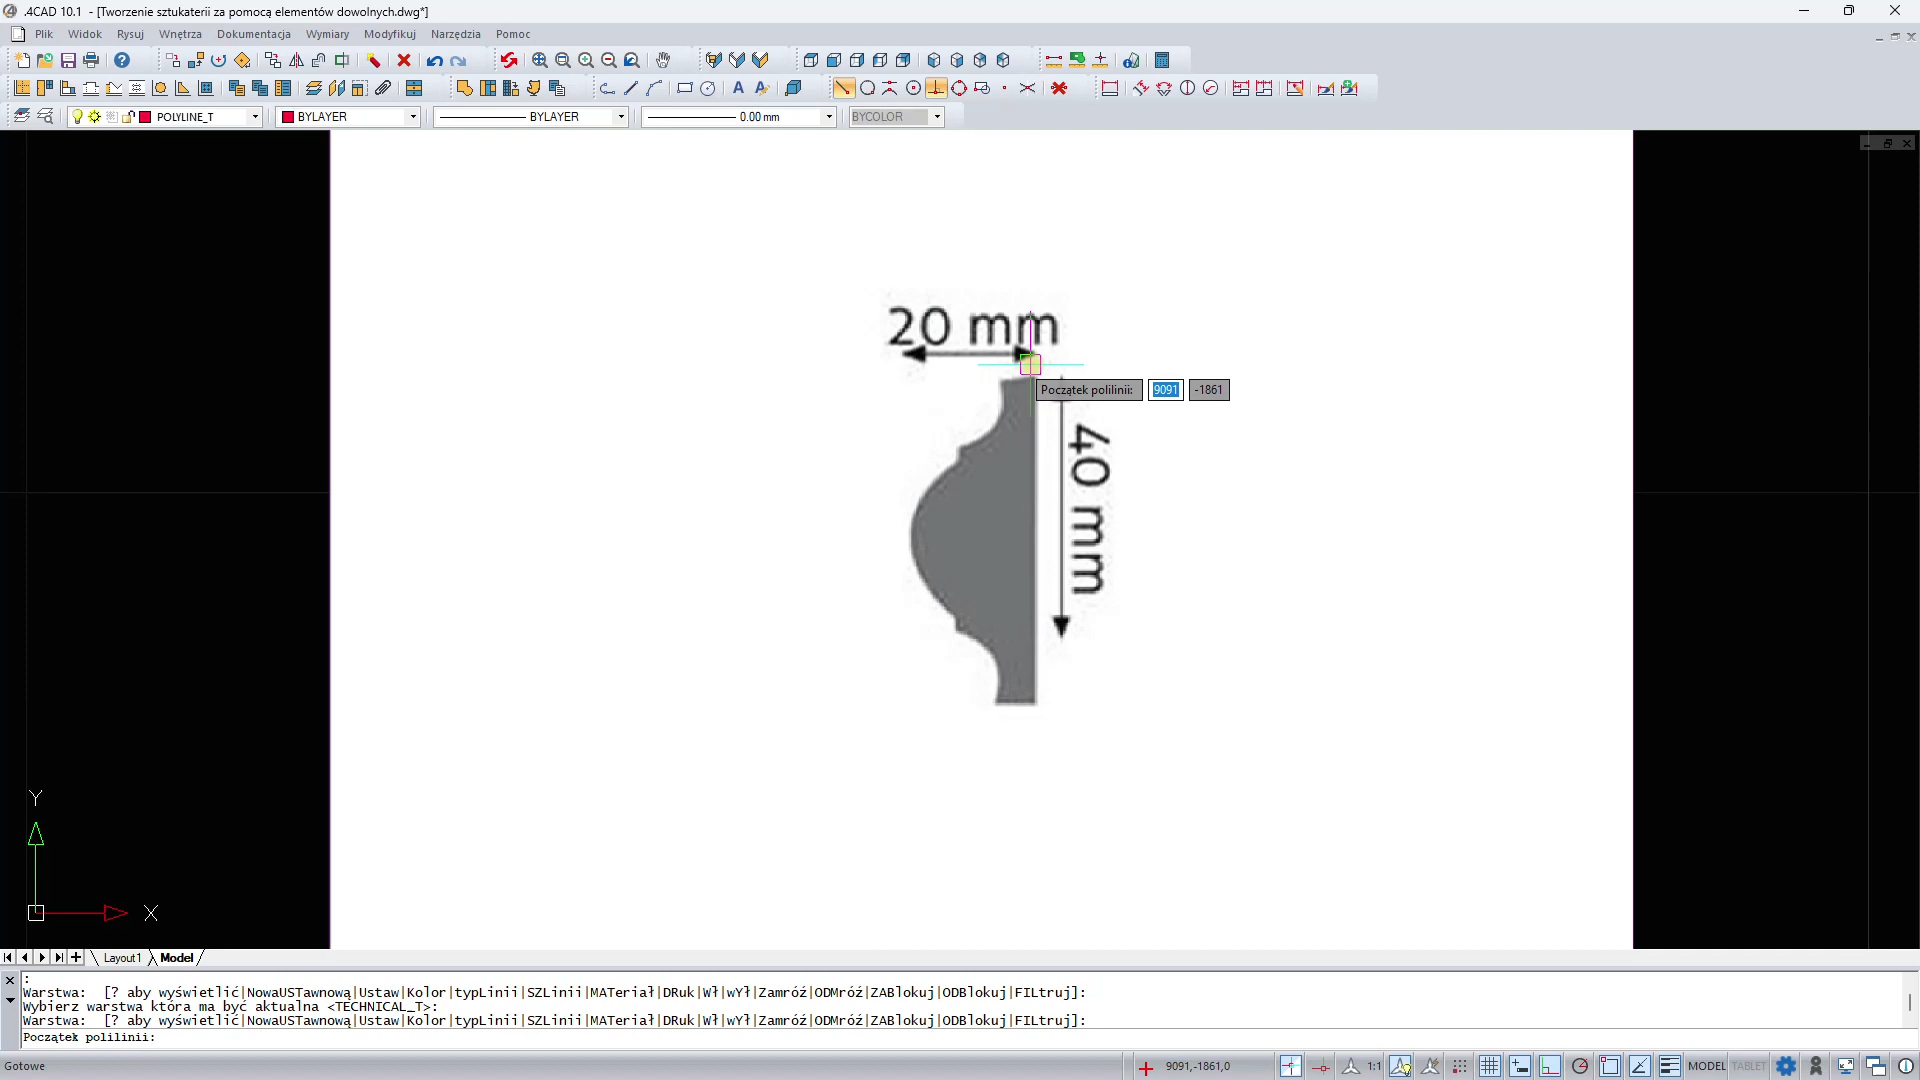 .4CAD 10.1 - [Tworzenie sztukaterii za pomocą elementów dowolnych.dwg*]
Plik Widok Rysuj Wnętrza Dokumentacja Wymiary Modyfikuj Narzędzia Pomoc
POLYLINE_T BYLAYER BYLAYER 0.00 mm BYCOLOR
20 mm
Początek polilinii: 9091 -1861
40 mm
Y
X
Layout1 Model
:
Warstwa: [? aby wyświetlić|NowaUSTawnową|Ustaw|Kolor|typLinii|SZLinii|MATeriał|DRuk|Wł|wYł|Zamróź|ODMróź|ZABlokuj|ODBlokuj|FILtruj]:
Wybierz warstwa która ma być aktualna <TECHNICAL_T>:
Warstwa: [? aby wyświetlić|NowaUSTawnową|Ustaw|Kolor|typLinii|SZLinii|MATeriał|DRuk|Wł|wYł|Zamróź|ODMróź|ZABlokuj|ODBlokuj|FILtruj]:
Początek polilinii:
Gotowe 9091,-1861,0 1:1 MODEL TABLET